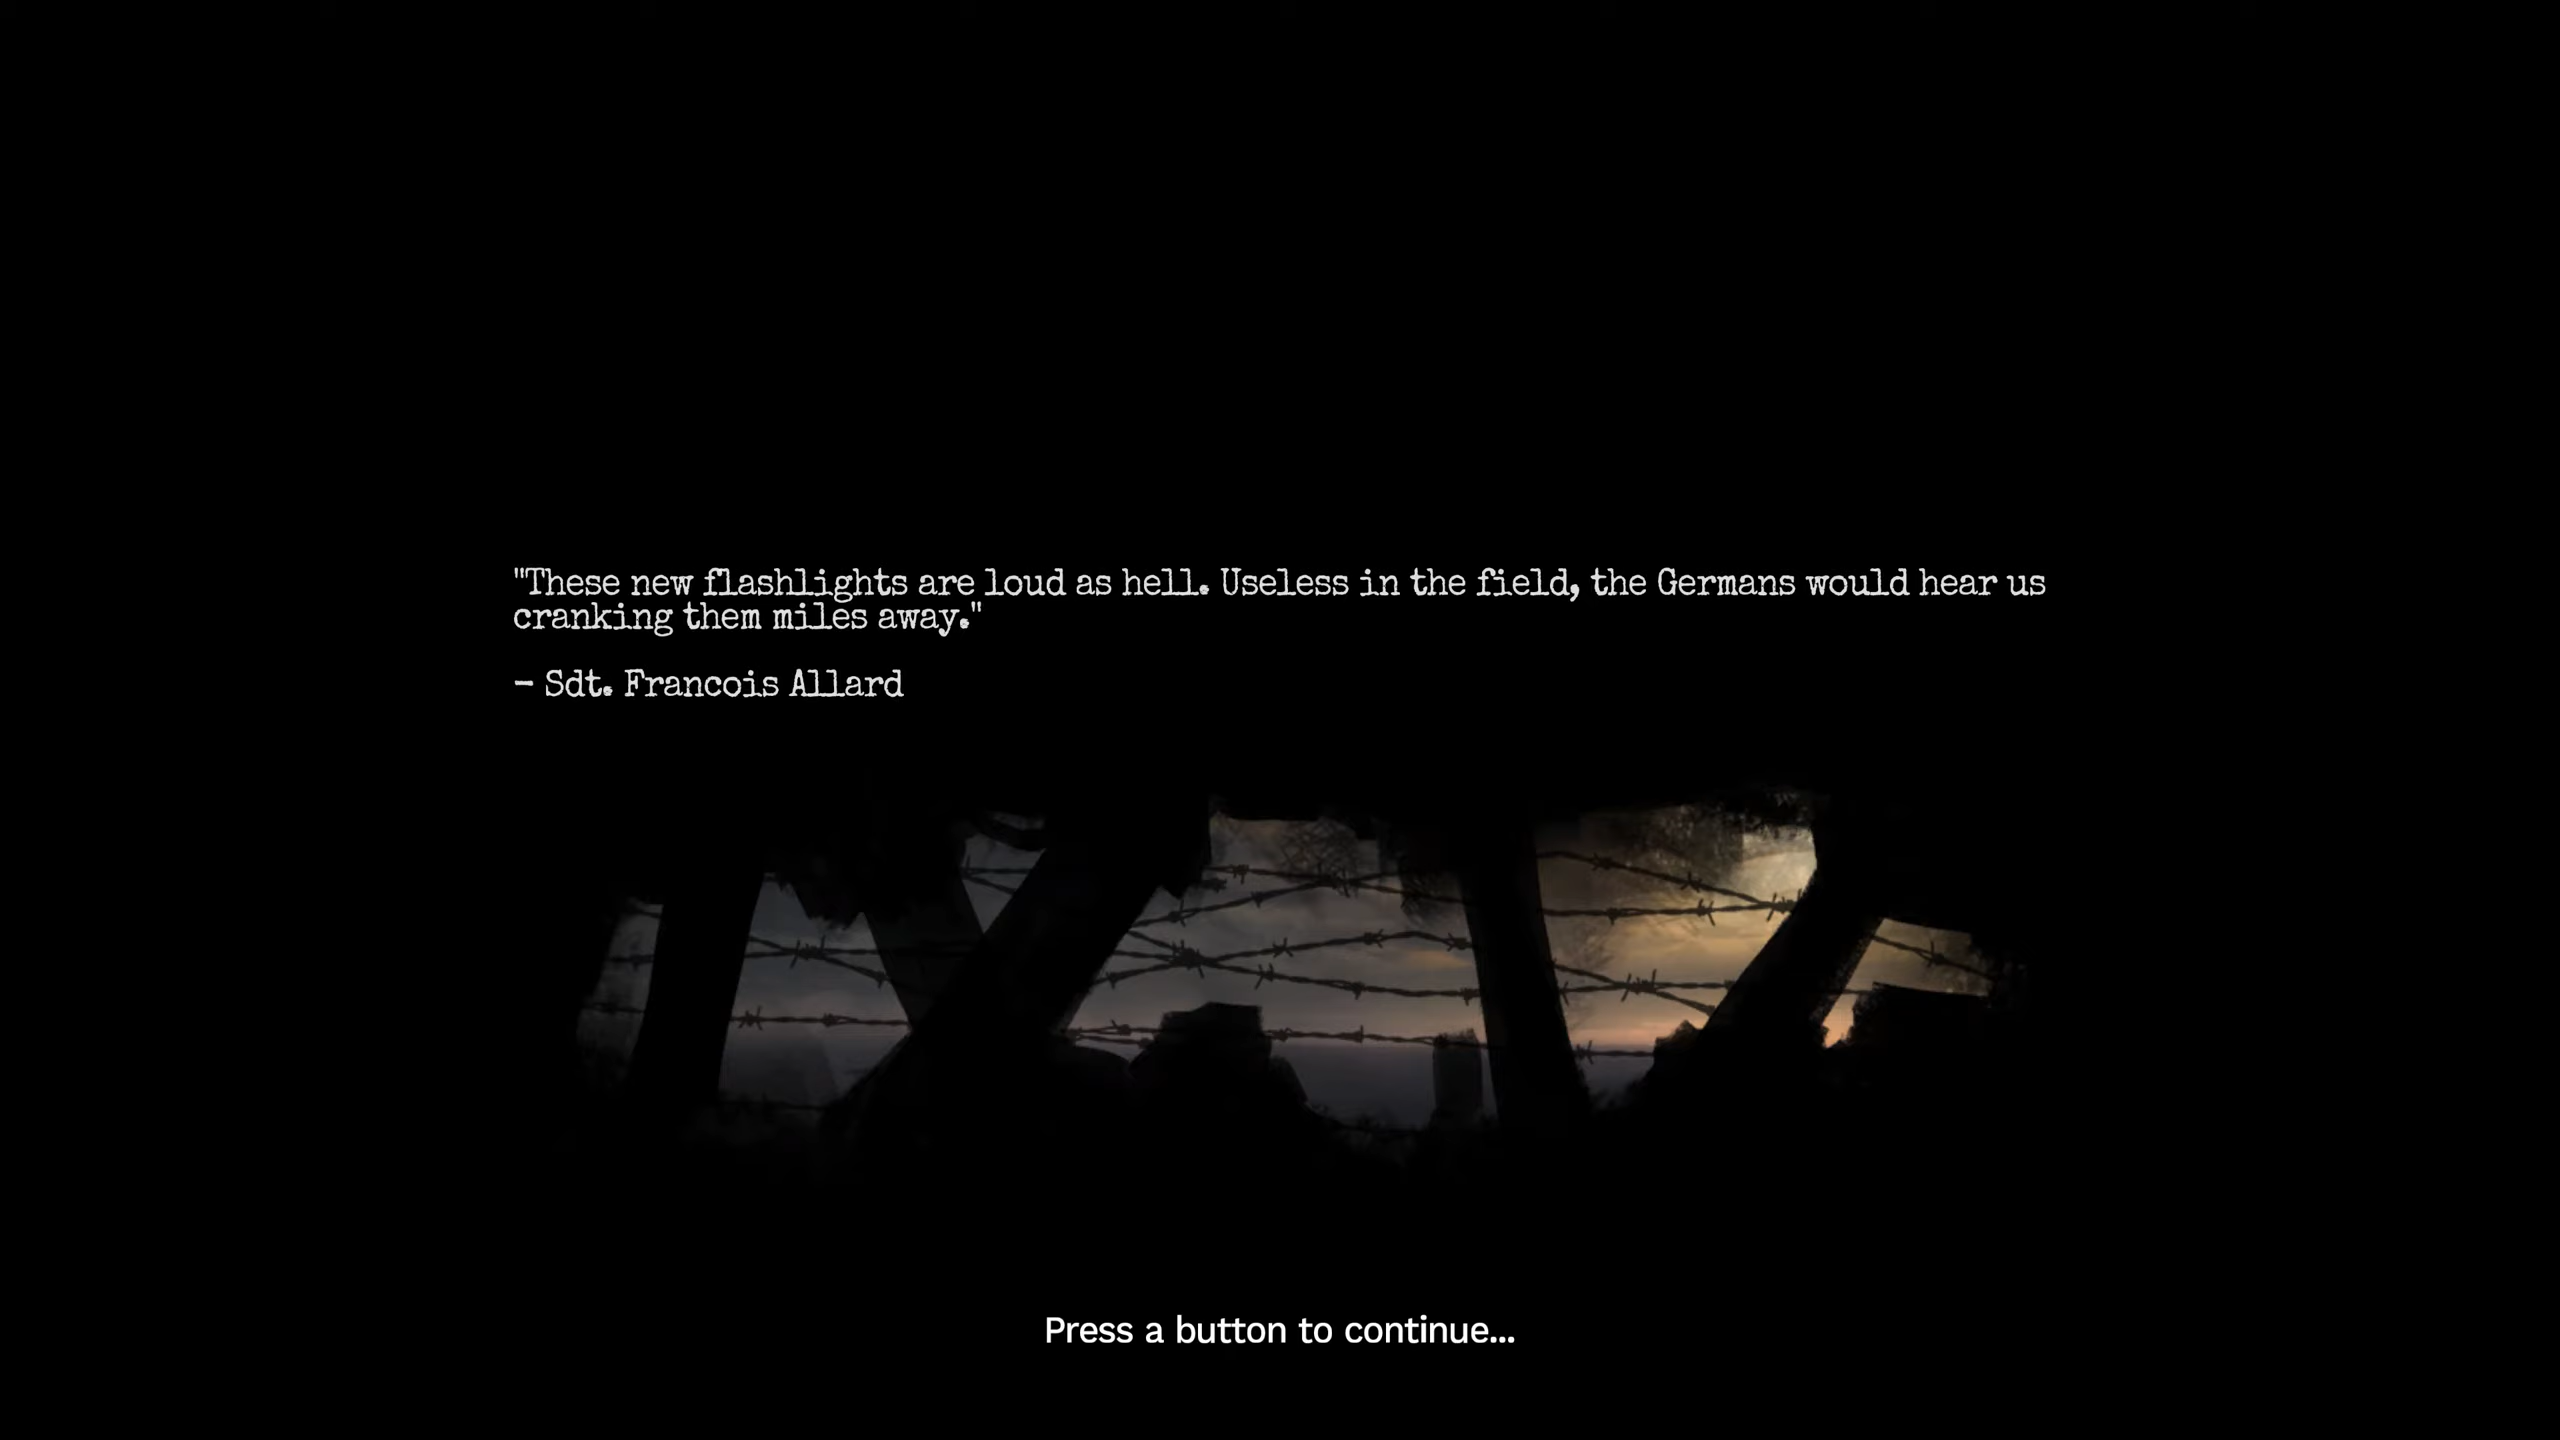 "These new flashlights are loud as hell. Useless in the field, the Germans would hear us
cranking them miles away."
- Sdt. Francois Allard
Press a button to continue...